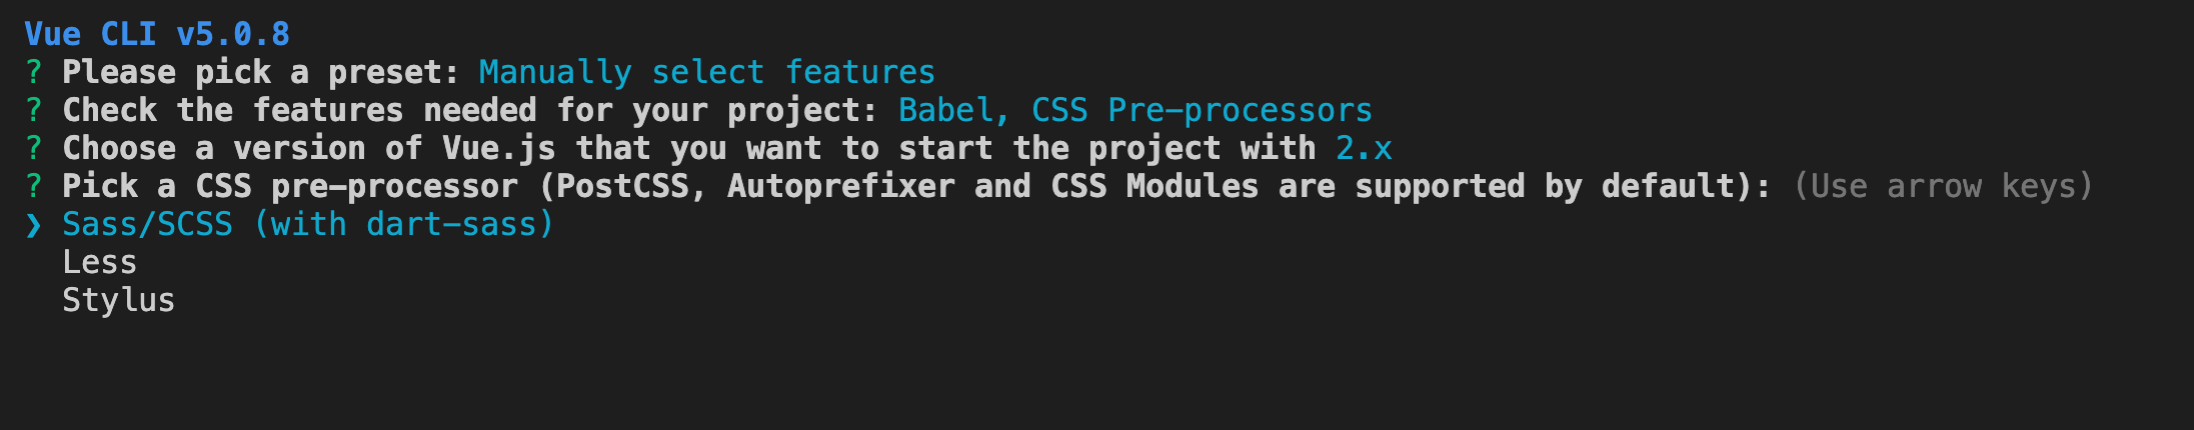 Vue CLI v5.0.8
? Please pick a preset: Manually select features
? Check the features needed for your project: Babel, CSS Pre-processors
? Choose a version of Vue.js that you want to start the project with 2.x
? Pick a CSS pre-processor (PostCSS, Autoprefixer and CSS Modules are supported by default): (Use arrow keys)
❯ Sass/SCSS (with dart-sass)
  Less
  Stylus